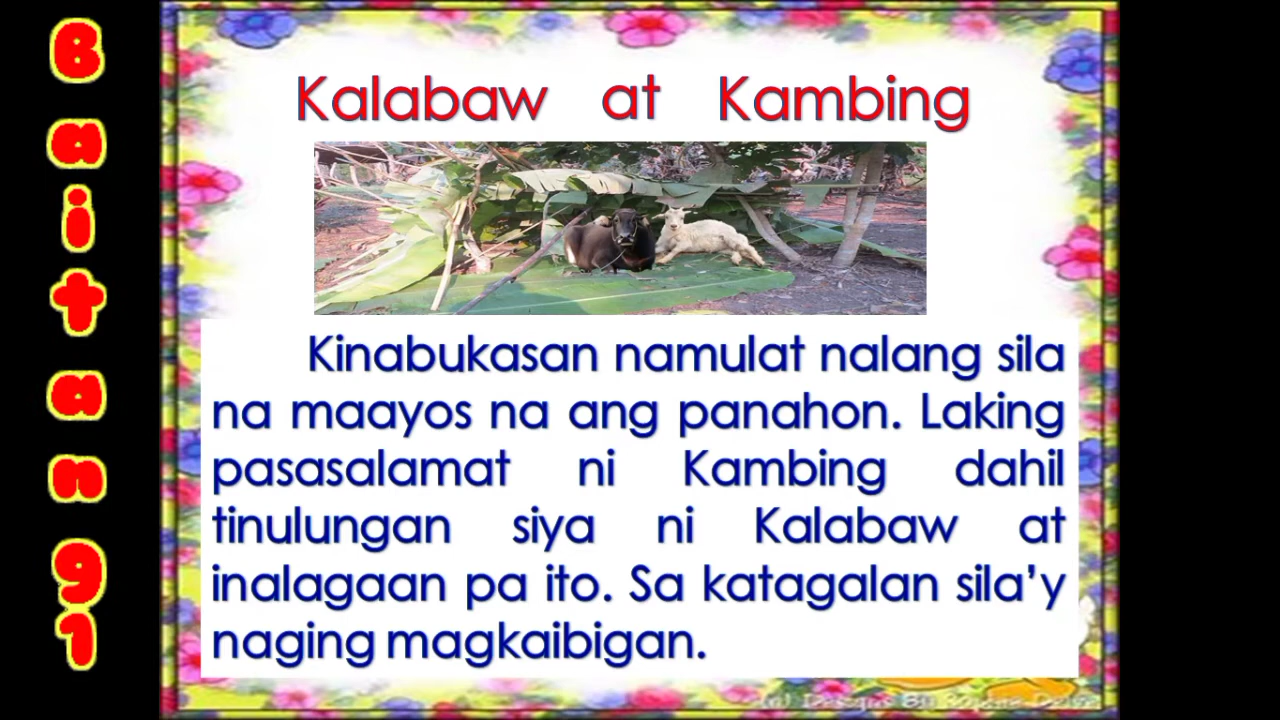 Baitang 1
Kalabaw at Kambing
Kinabukasan namulat nalang sila
na maayos na ang panahon. Laking
pasasalamat ni Kambing dahil
tinulungan siya ni Kalabaw at
inalagaan pa ito. Sa katagalan sila'y
naging magkaibigan.